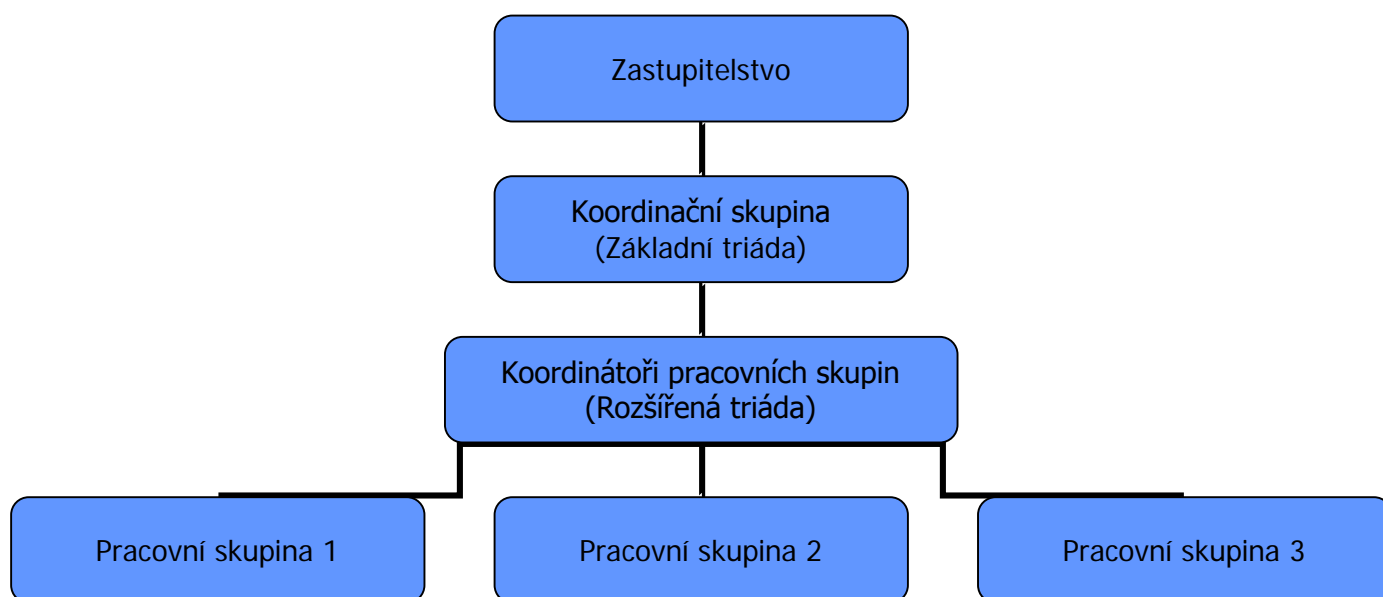 Zastupitelstvo
Koordinační skupina
(Základní triáda)
Koordinátoři pracovních skupin
(Rozšířená triáda)
Pracovní skupina 1
Pracovní skupina 2
Pracovní skupina 3